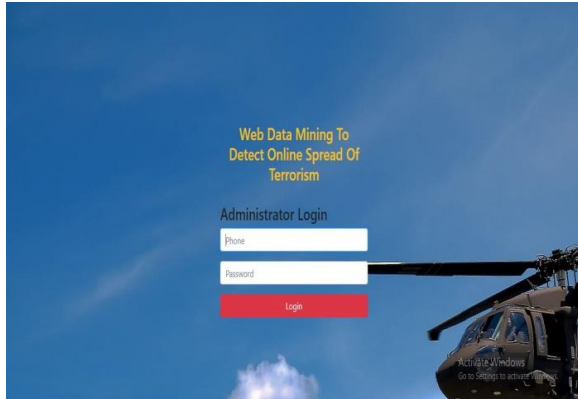 Web Data Mining To
Detect Online Spread Of
Terrorism
Administrator Login
Phone
Password
Login
Activate Windows
Go to Settings to activate Windows.